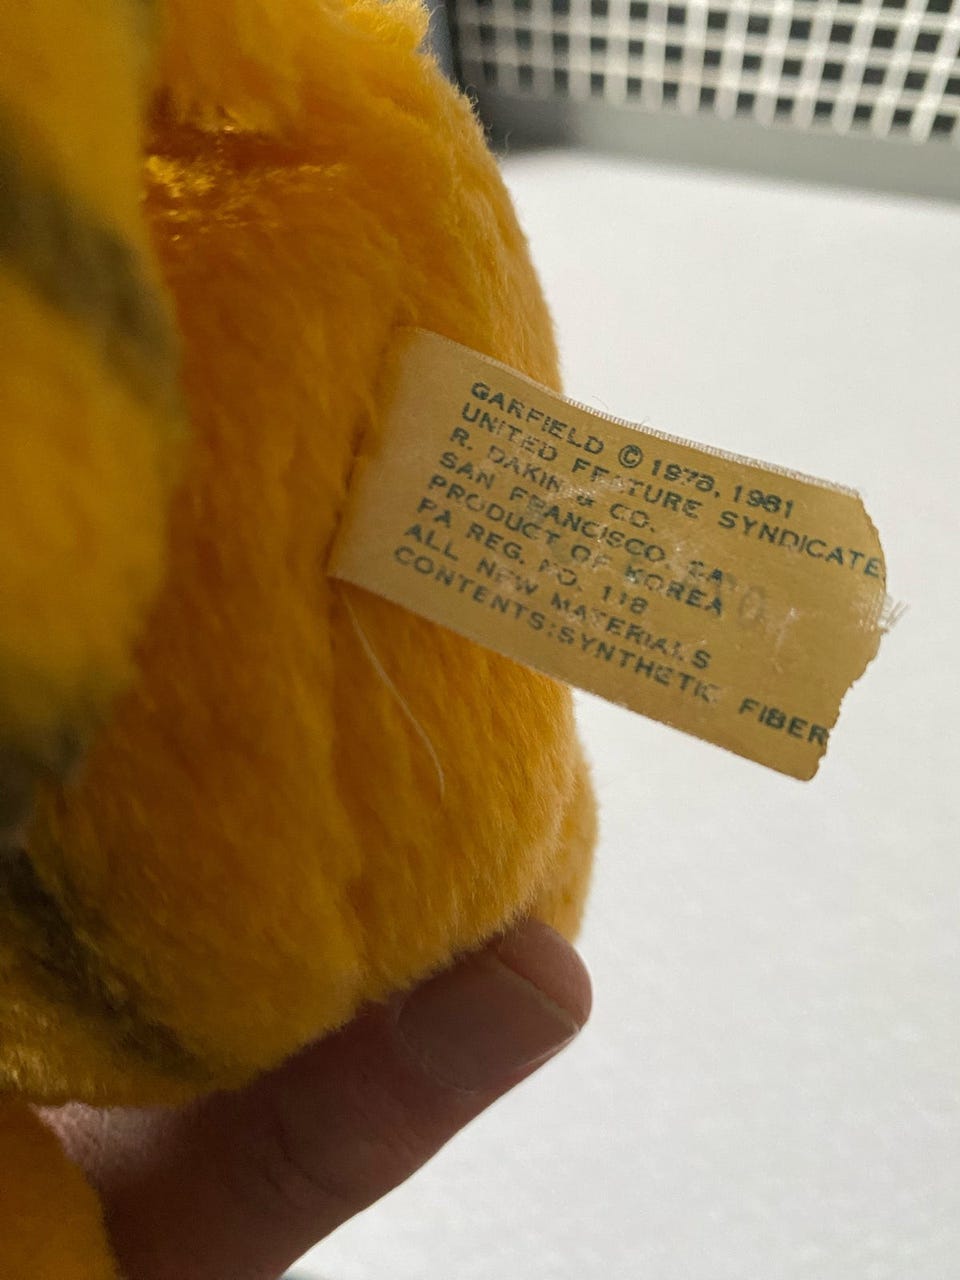 GARFIELD © 1978, 1981
UNITED FEATURE SYNDICATE,
R. DAKIN & CO.
SAN FRANCISCO, CA
PRODUCT OF KOREA
PA REG. NO. 118
ALL NEW MATERIALS
CONTENTS:SYNTHETIC FIBER